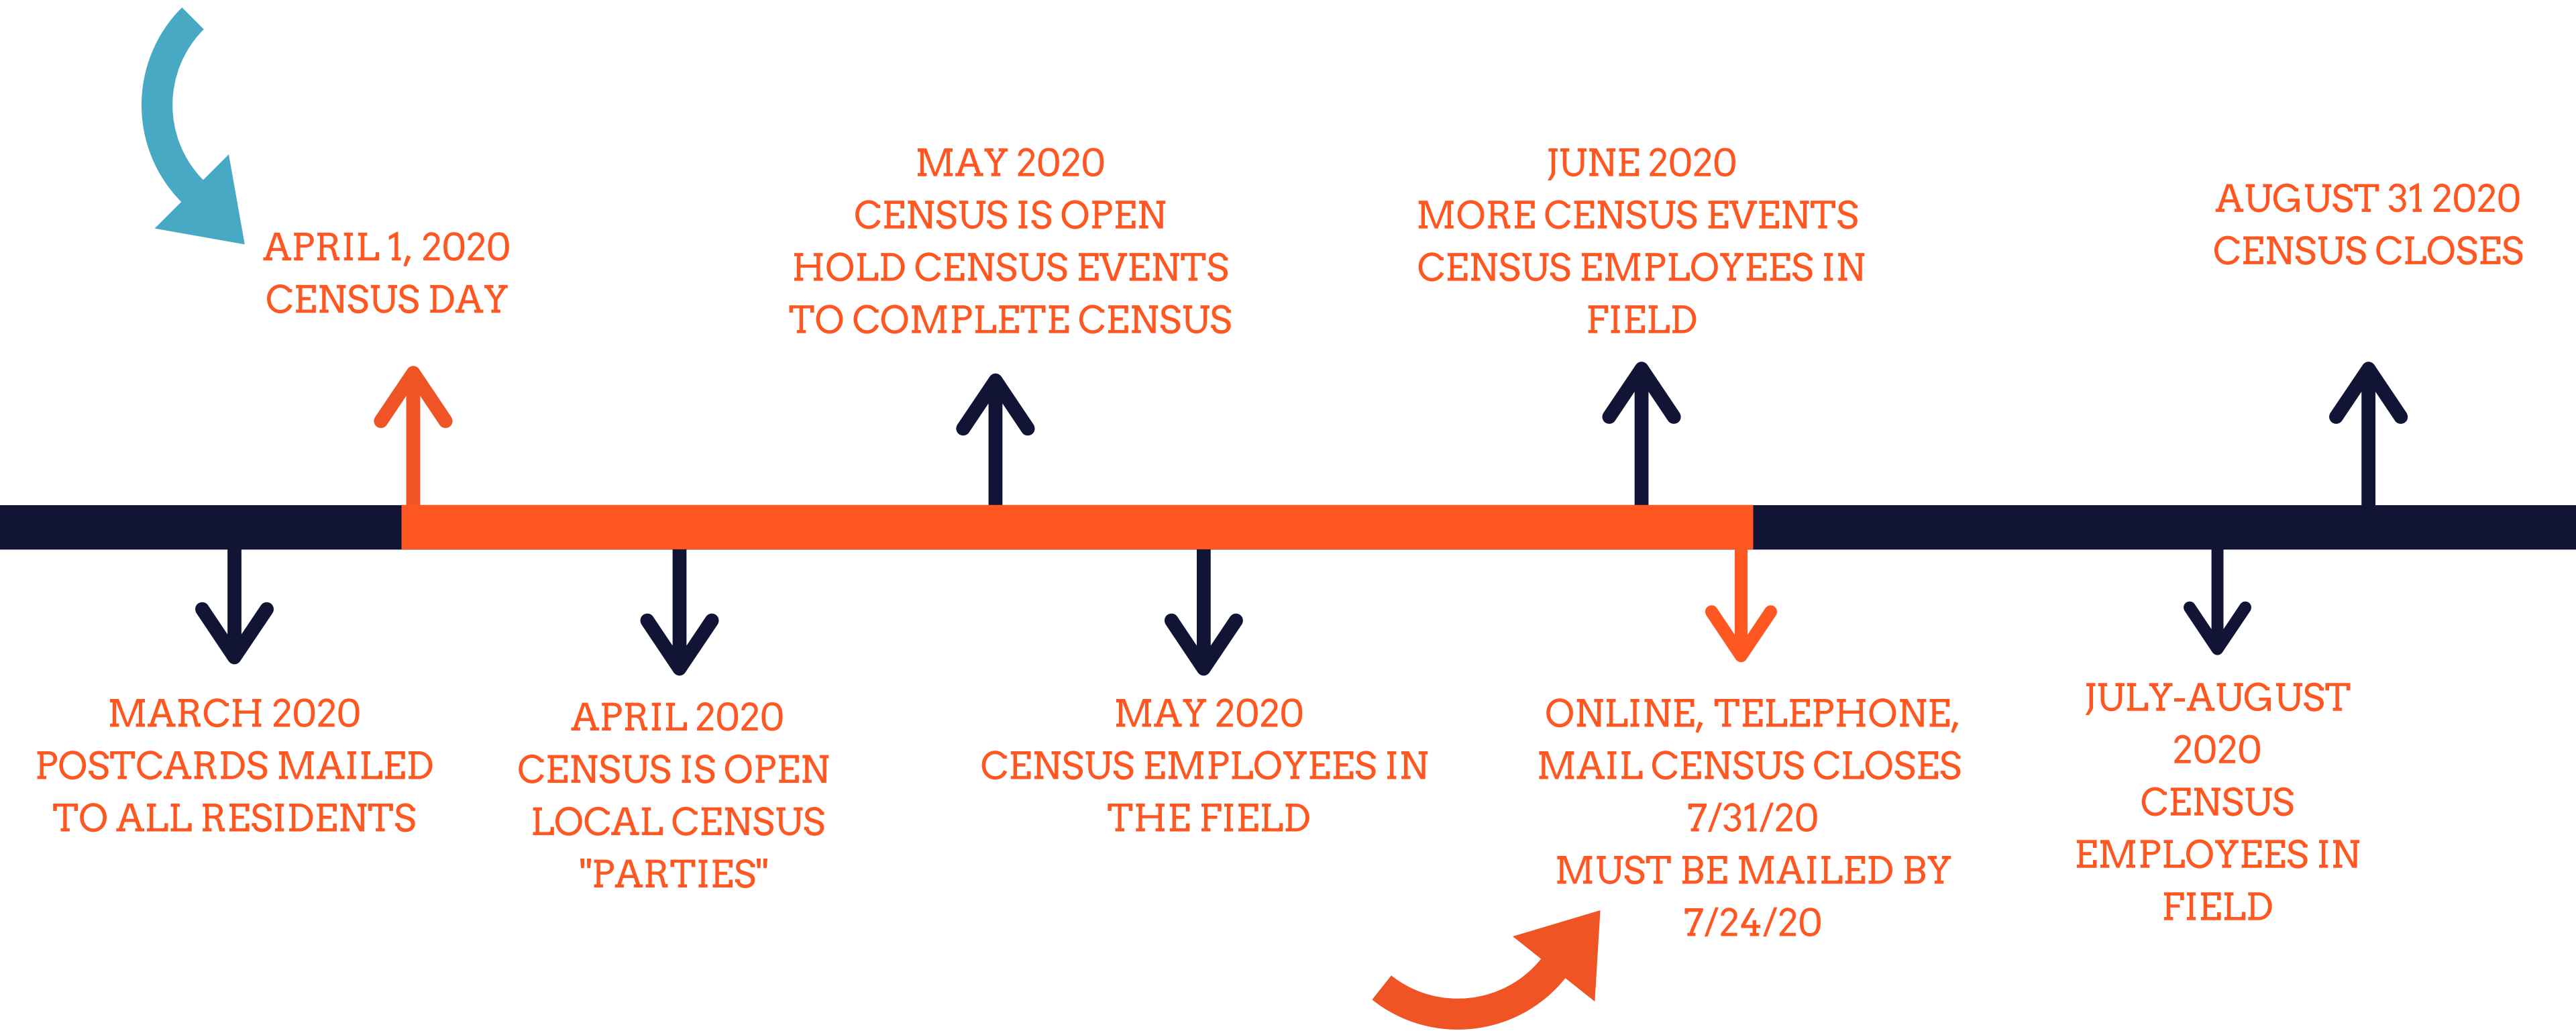 APRIL 1, 2020
CENSUS DAY
MAY 2020
CENSUS IS OPEN
HOLD CENSUS EVENTS
TO COMPLETE CENSUS
JUNE 2020
MORE CENSUS EVENTS
CENSUS EMPLOYEES IN
FIELD
AUGUST 31 2020
CENSUS CLOSES
MARCH 2020
POSTCARDS MAILED
TO ALL RESIDENTS
APRIL 2020
CENSUS IS OPEN
LOCAL CENSUS
"PARTIES"
MAY 2020
CENSUS EMPLOYEES IN
THE FIELD
ONLINE, TELEPHONE,
MAIL CENSUS CLOSES
7/31/20
MUST BE MAILED BY
7/24/20
JULY-AUGUST
2020
CENSUS
EMPLOYEES IN
FIELD